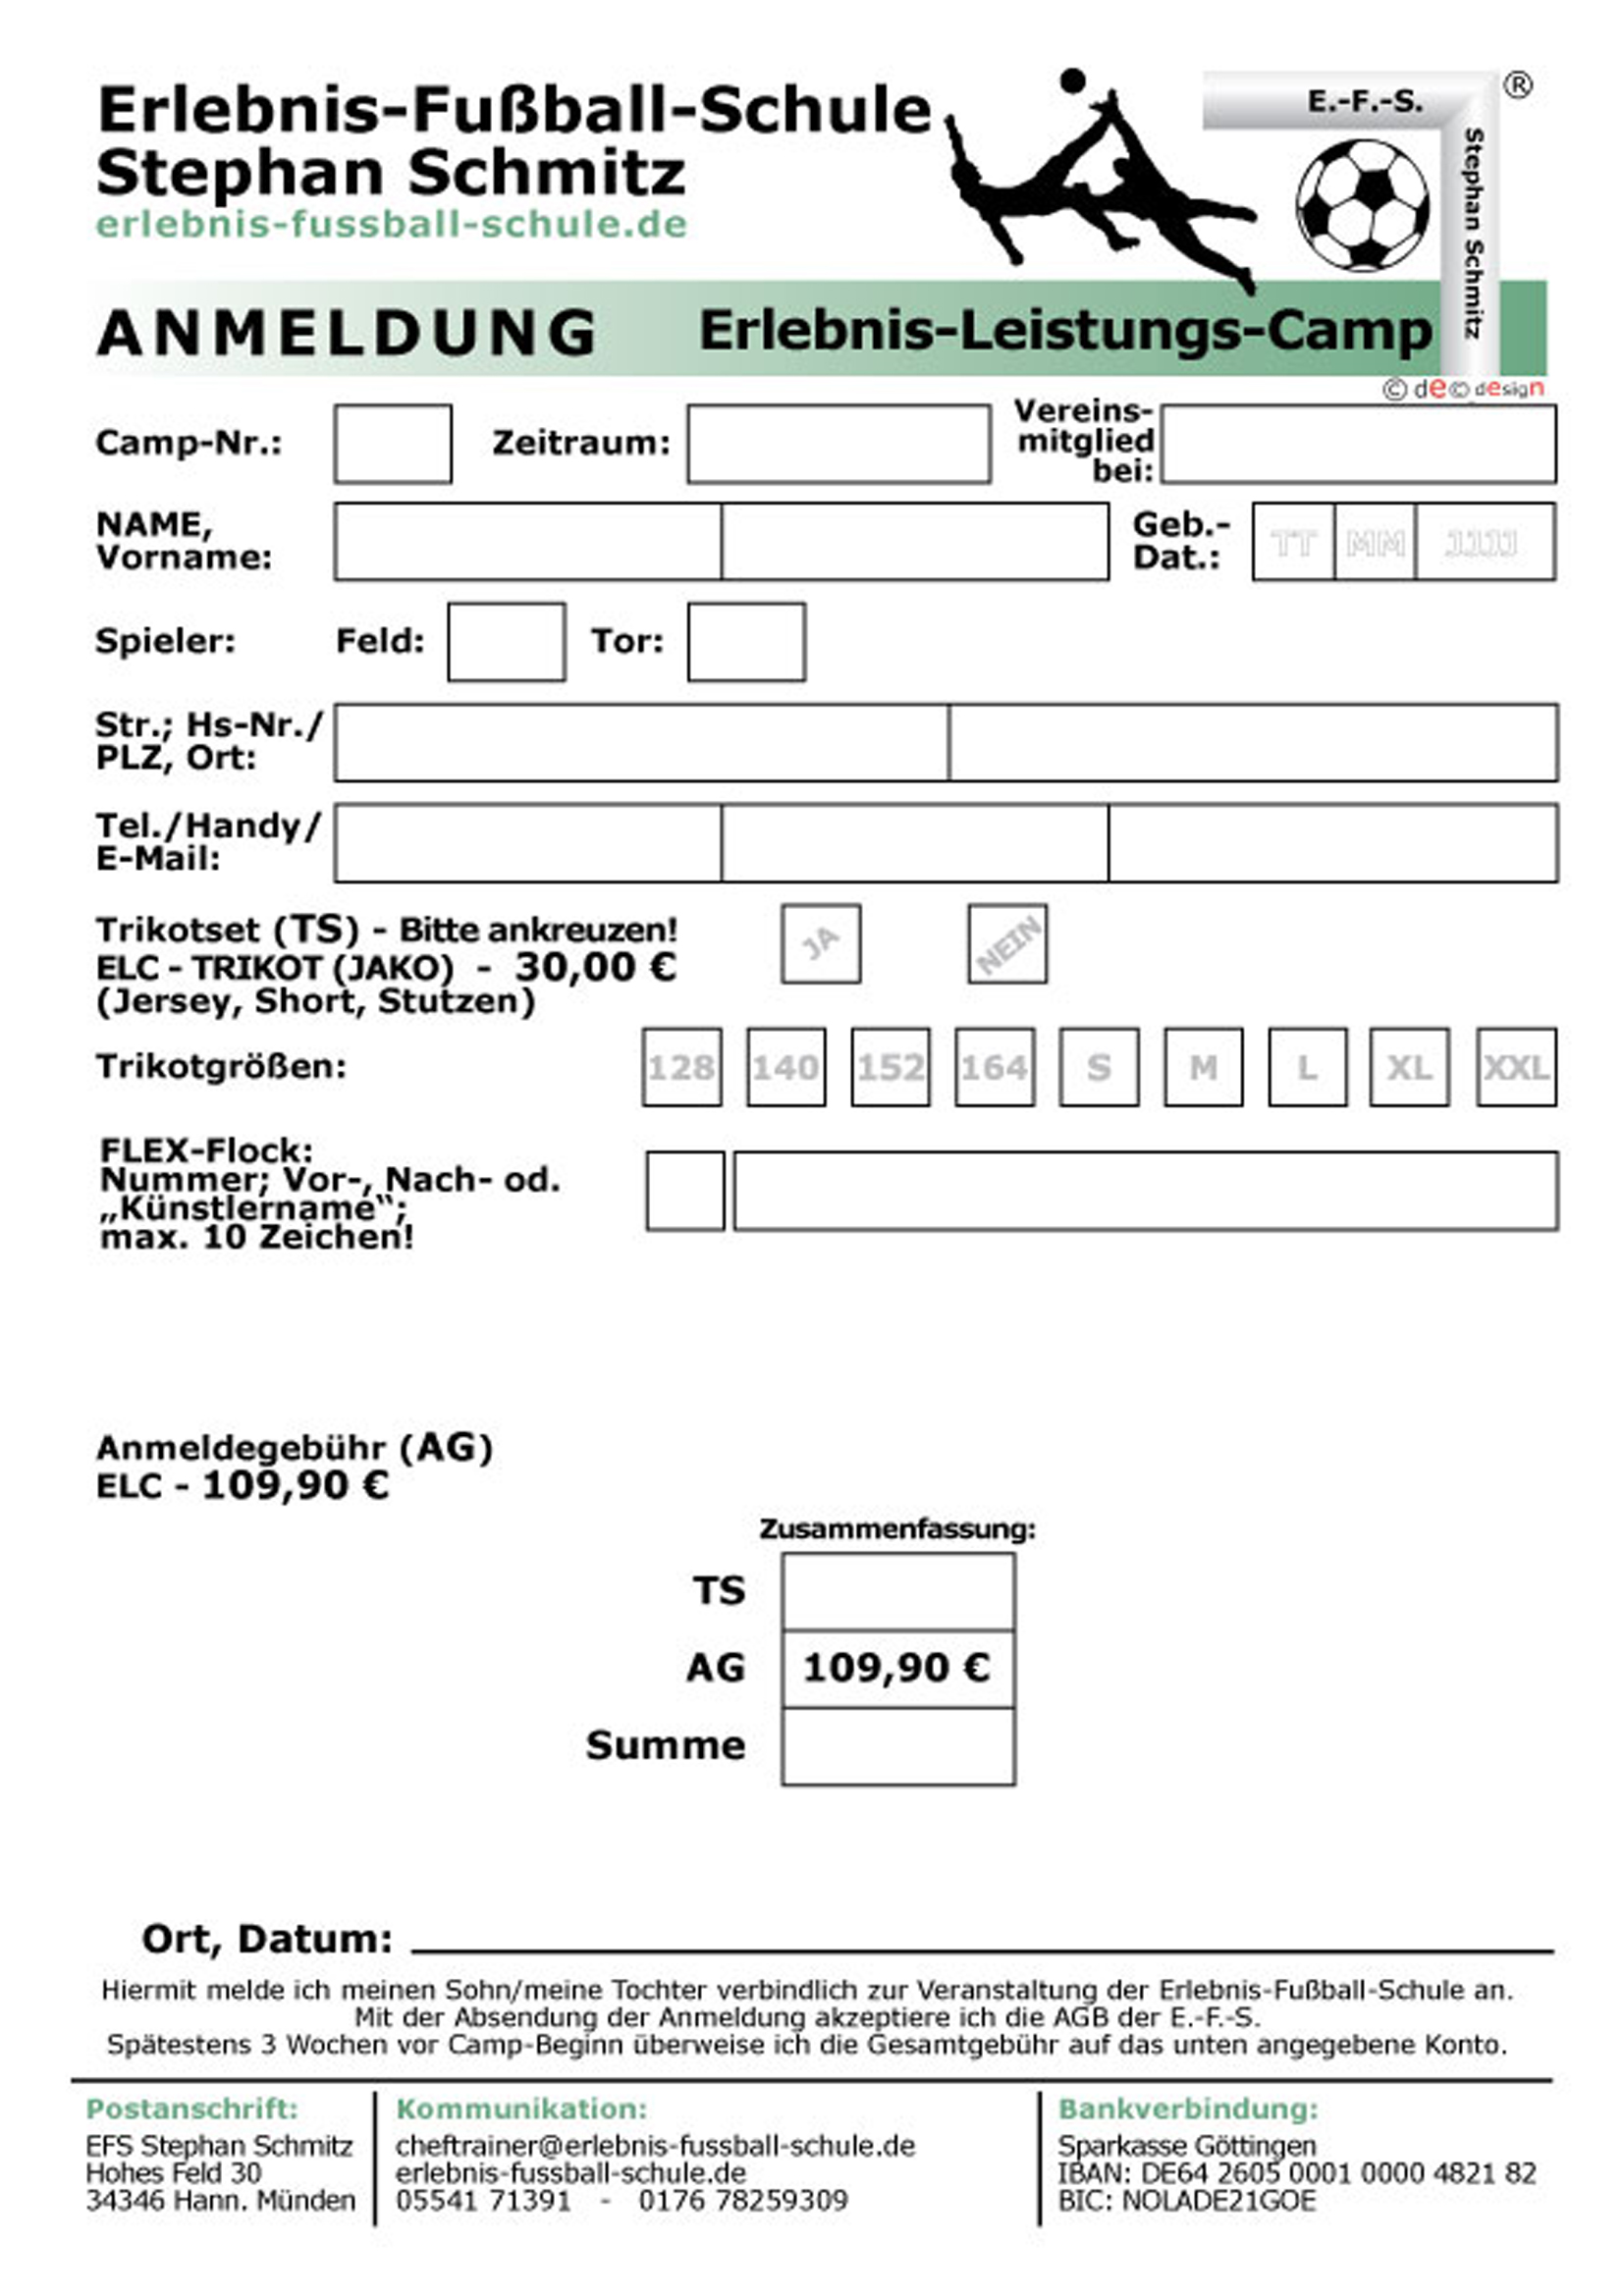 Erlebnis-Fußball-Schule
Stephan Schmitz
erlebnis-fussball-schule.de
E.-F.-S. ®
Stephan Schmitz
ANMELDUNG Erlebnis-Leistungs-Camp
© dec© design
Camp-Nr.: Zeitraum: Vereins-
mitglied
bei:
NAME,
Vorname:
Geb.-
Dat.: TT MM JJJJ
Spieler: Feld: Tor:
Str.; Hs-Nr./
PLZ, Ort:
Tel./Handy/
E-Mail:
Trikotset (TS) - Bitte ankreuzen! JA NEIN
ELC - TRIKOT (JAKO) - 30,00 €
(Jersey, Short, Stutzen)
Trikotgrößen: 128 140 152 164 S M L XL XXL
FLEX-Flock:
Nummer; Vor-, Nach- od.
„Künstlername“;
max. 10 Zeichen!
Anmeldegebühr (AG)
ELC - 109,90 €
Zusammenfassung:
TS
AG 109,90 €
Summe
Ort, Datum:
Hiermit melde ich meinen Sohn/meine Tochter verbindlich zur Veranstaltung der Erlebnis-Fußball-Schule an.
Mit der Absendung der Anmeldung akzeptiere ich die AGB der E.-F.-S.
Spätestens 3 Wochen vor Camp-Beginn überweise ich die Gesamtgebühr auf das unten angegebene Konto.
Postanschrift:
EFS Stephan Schmitz
Hohes Feld 30
34346 Hann. Münden
Kommunikation:
cheftrainer@erlebnis-fussball-schule.de
erlebnis-fussball-schule.de
05541 71391 - 0176 78259309
Bankverbindung:
Sparkasse Göttingen
IBAN: DE64 2605 0001 0000 4821 82
BIC: NOLADE21GOE